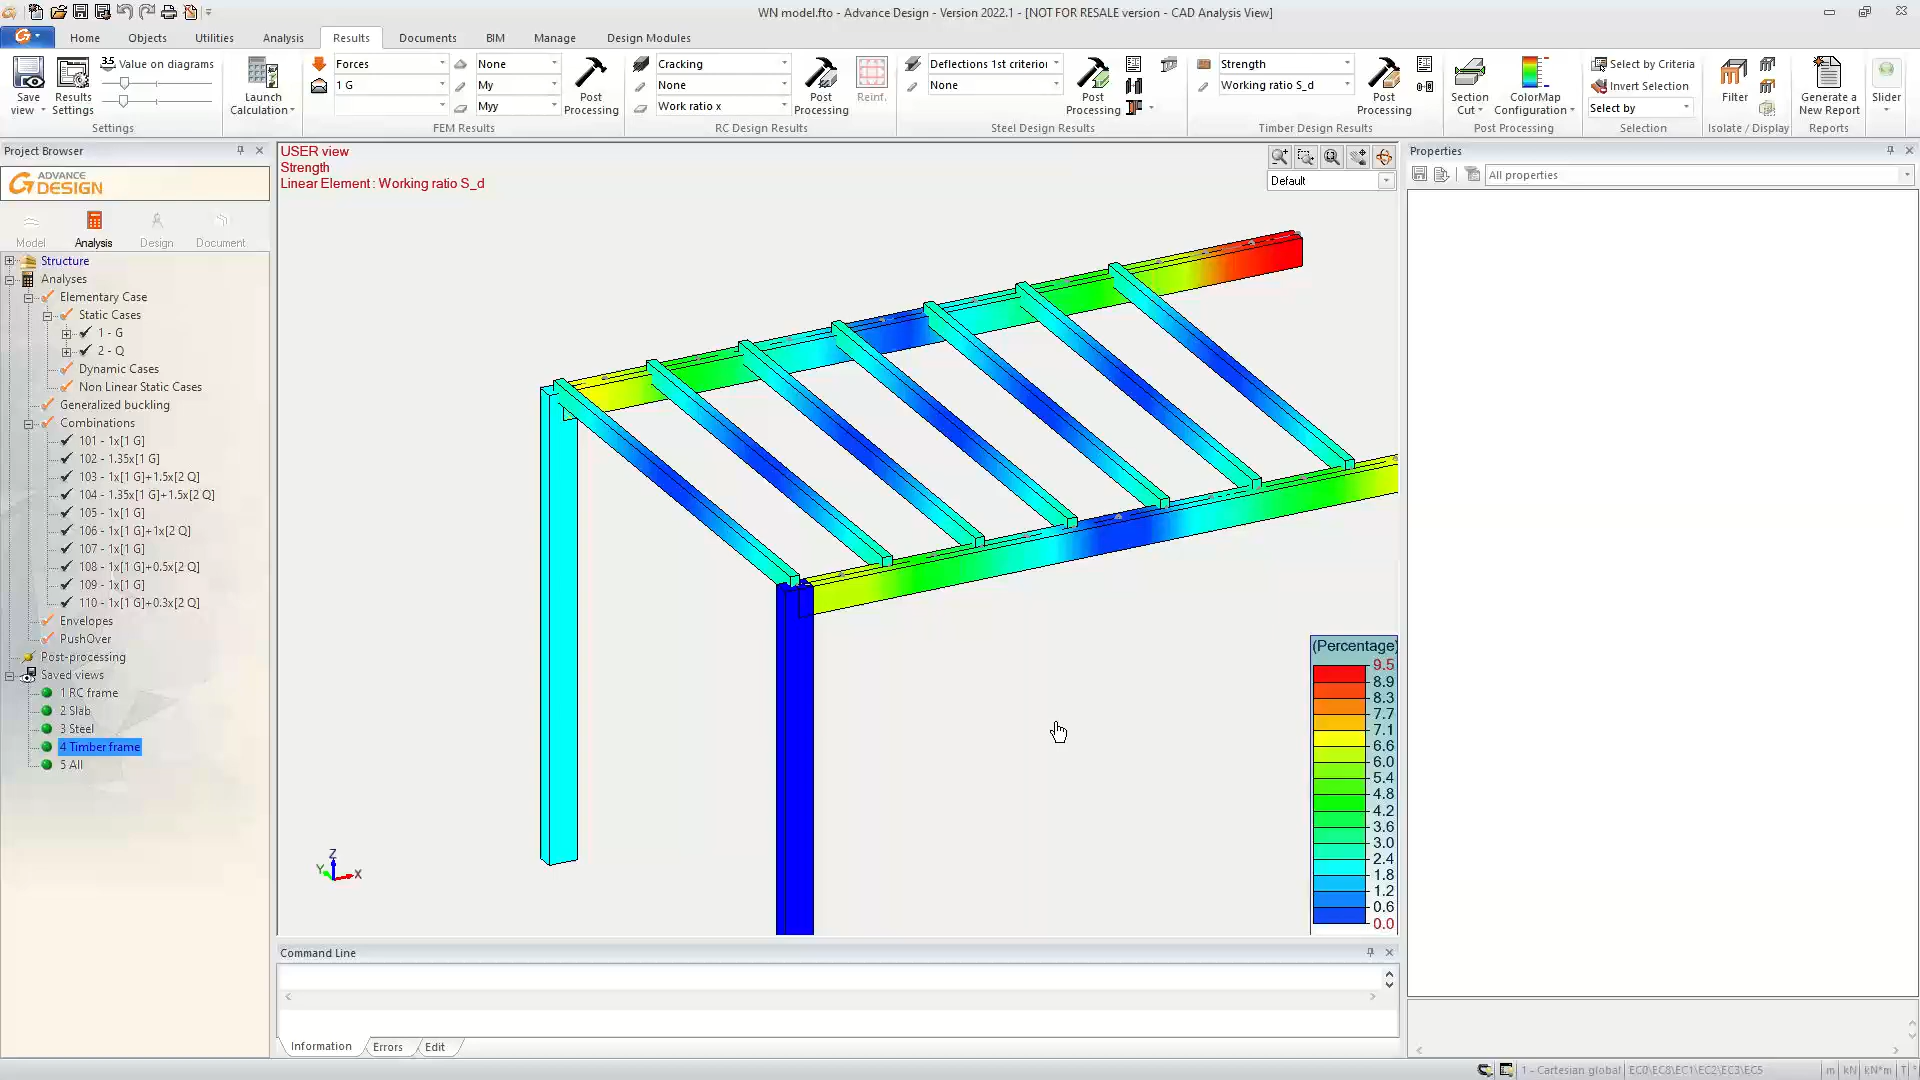 WN model.fto - Advance Design - Version 2022.1 - [NOT FOR RESALE version - CAD Analysis View]
Home
Objects
Utilities
Analysis
Results
Documents
BIM
Manage
Design Modules
Save view
Results Settings
Value on diagrams
Settings
Launch Calculation
Forces
1 G
None
My
Myy
Post Processing
FEM Results
Cracking
None
Work ratio x
Post Processing
Reinf.
RC Design Results
Deflections 1st criterior
None
Post Processing
Steel Design Results
Strength
Working ratio S_d
Post Processing
Timber Design Results
Section Cut
ColorMap Configuration
Post Processing
Select by Criteria
Invert Selection
Select by
Selection
Filter
Isolate / Display
Generate a New Report
Reports
Slider
Project Browser
ADVANCE
DESIGN
Model
Analysis
Design
Document
Structure
Analyses
Elementary Case
Static Cases
1 - G
2 - Q
Dynamic Cases
Non Linear Static Cases
Generalized buckling
Combinations
101 - 1x[1 G]
102 - 1.35x[1 G]
103 - 1x[1 G]+1.5x[2 Q]
104 - 1.35x[1 G]+1.5x[2 Q]
105 - 1x[1 G]
106 - 1x[1 G]+1x[2 Q]
107 - 1x[1 G]
108 - 1x[1 G]+0.5x[2 Q]
109 - 1x[1 G]
110 - 1x[1 G]+0.3x[2 Q]
Envelopes
PushOver
Post-processing
Saved views
1 RC frame
2 Slab
3 Steel
4 Timber frame
5 All
USER view
Strength
Linear Element : Working ratio S_d
Default
Z
Y
X
(Percentage)
9.5
8.9
8.3
7.7
7.1
6.6
6.0
5.4
4.8
4.2
3.6
3.0
2.4
1.8
1.2
0.6
0.0
Properties
All properties
Command Line
Information
Errors
Edit
1 - Cartesian global
EC0\EC8\EC1\EC2\EC3\EC5
m
kN
kN*m
T